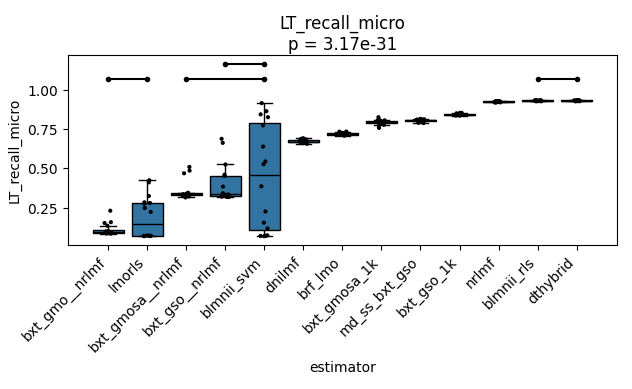 LT_recall_micro
p = 3.17e-31
LT_recall_micro
1.00
0.75
0.50
0.25
bxt_gmo__nrlmf
lmorls
bxt_gmosa__nrlmf
bxt_gso__nrlmf
blmnii_svm
dnilmf
brf_lmo
bxt_gmosa_1k
md_ss_bxt_gso
bxt_gso_1k
nrlmf
blmnii_rls
dthybrid
estimator